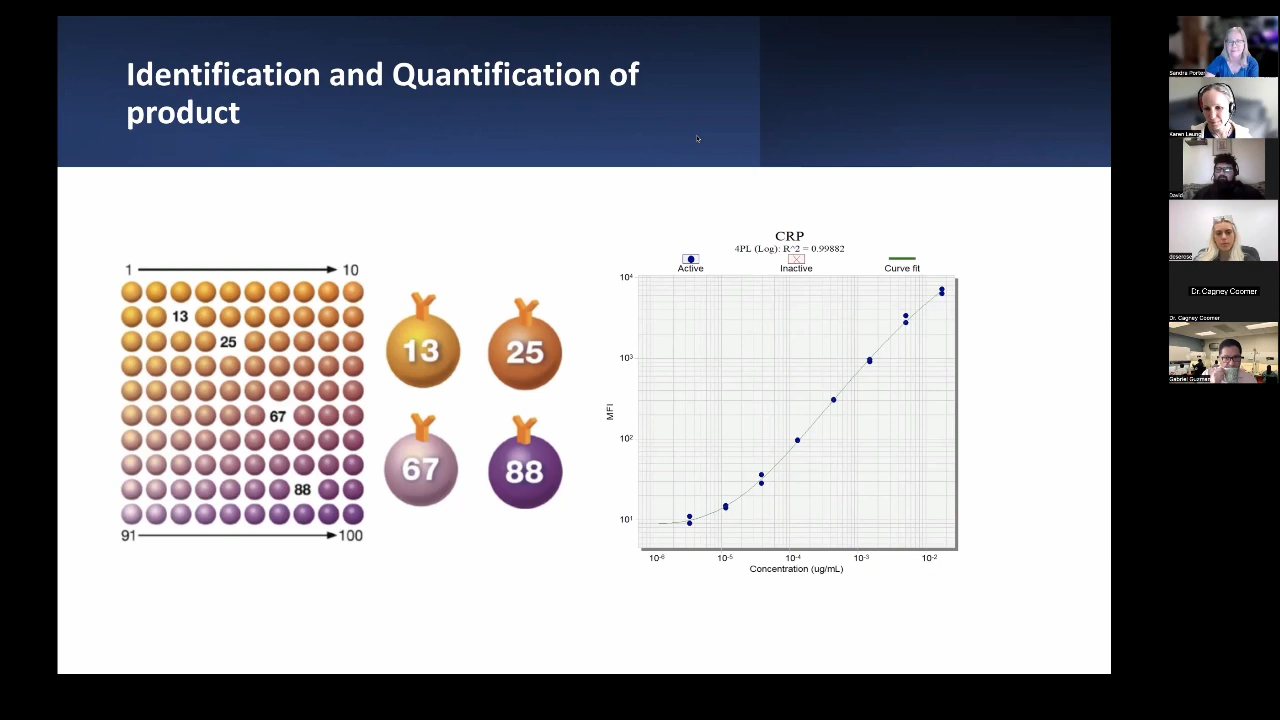 Identification and Quantification of
product
1 10
13
25
67
88
91 100
13
25
67
88
CRP
4PL (Log): R^2 = 0.99882
Active Inactive Curve fit
10⁴
10³
10²
10¹
MFI
10⁻⁶ 10⁻⁵ 10⁻⁴ 10⁻³ 10⁻²
Concentration (ug/mL)
Sandra Porter
Karen Leung
David
deserese
Dr. Cagney Coomer
Dr. Cagney Coomer
Gabriel Guzman